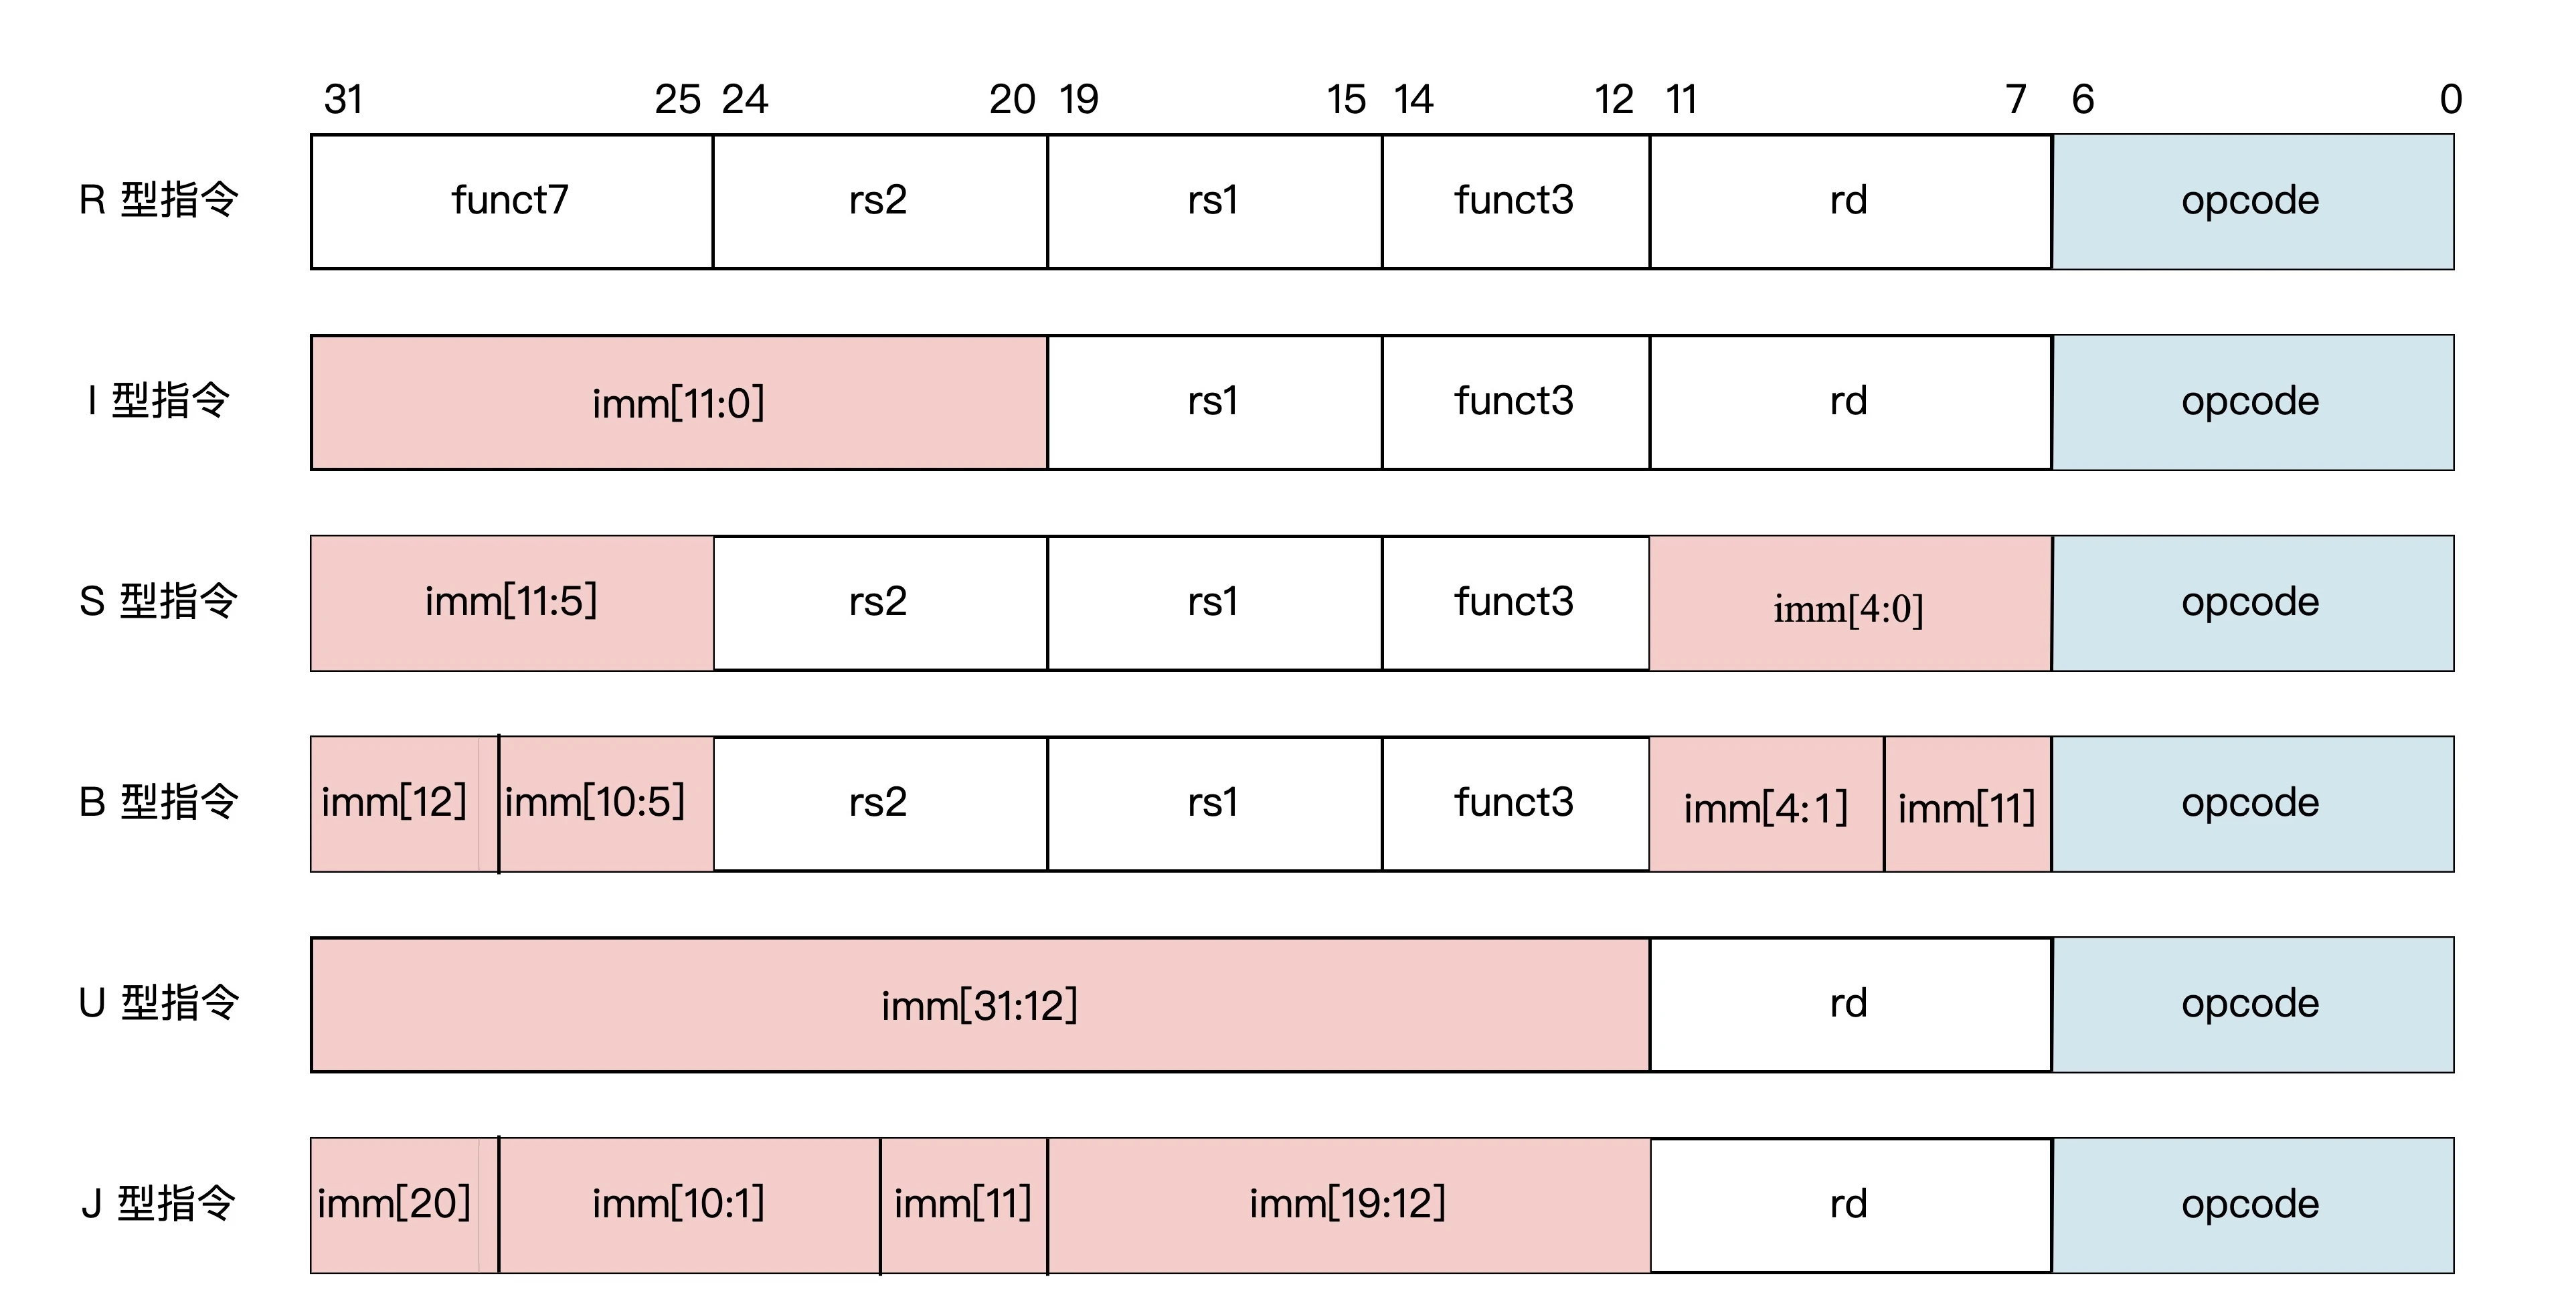 31 25 24 20 19 15 14 12 11 7 6 0
R 型指令 funct7 rs2 rs1 funct3 rd opcode
I 型指令 imm[11:0] rs1 funct3 rd opcode
S 型指令 imm[11:5] rs2 rs1 funct3 imm[4:0] opcode
B 型指令 imm[12] imm[10:5] rs2 rs1 funct3 imm[4:1] imm[11] opcode
U 型指令 imm[31:12] rd opcode
J 型指令 imm[20] imm[10:1] imm[11] imm[19:12] rd opcode